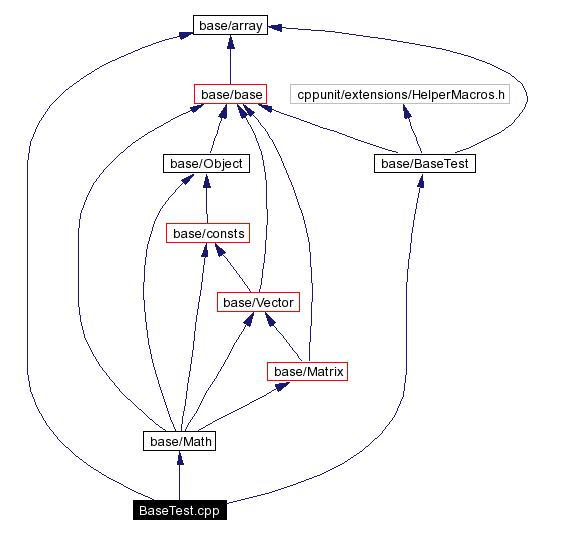 base/array
base/base
cppunit/extensions/HelperMacros.h
base/Object
base/BaseTest
base/consts
base/Vector
base/Matrix
base/Math
BaseTest.cpp